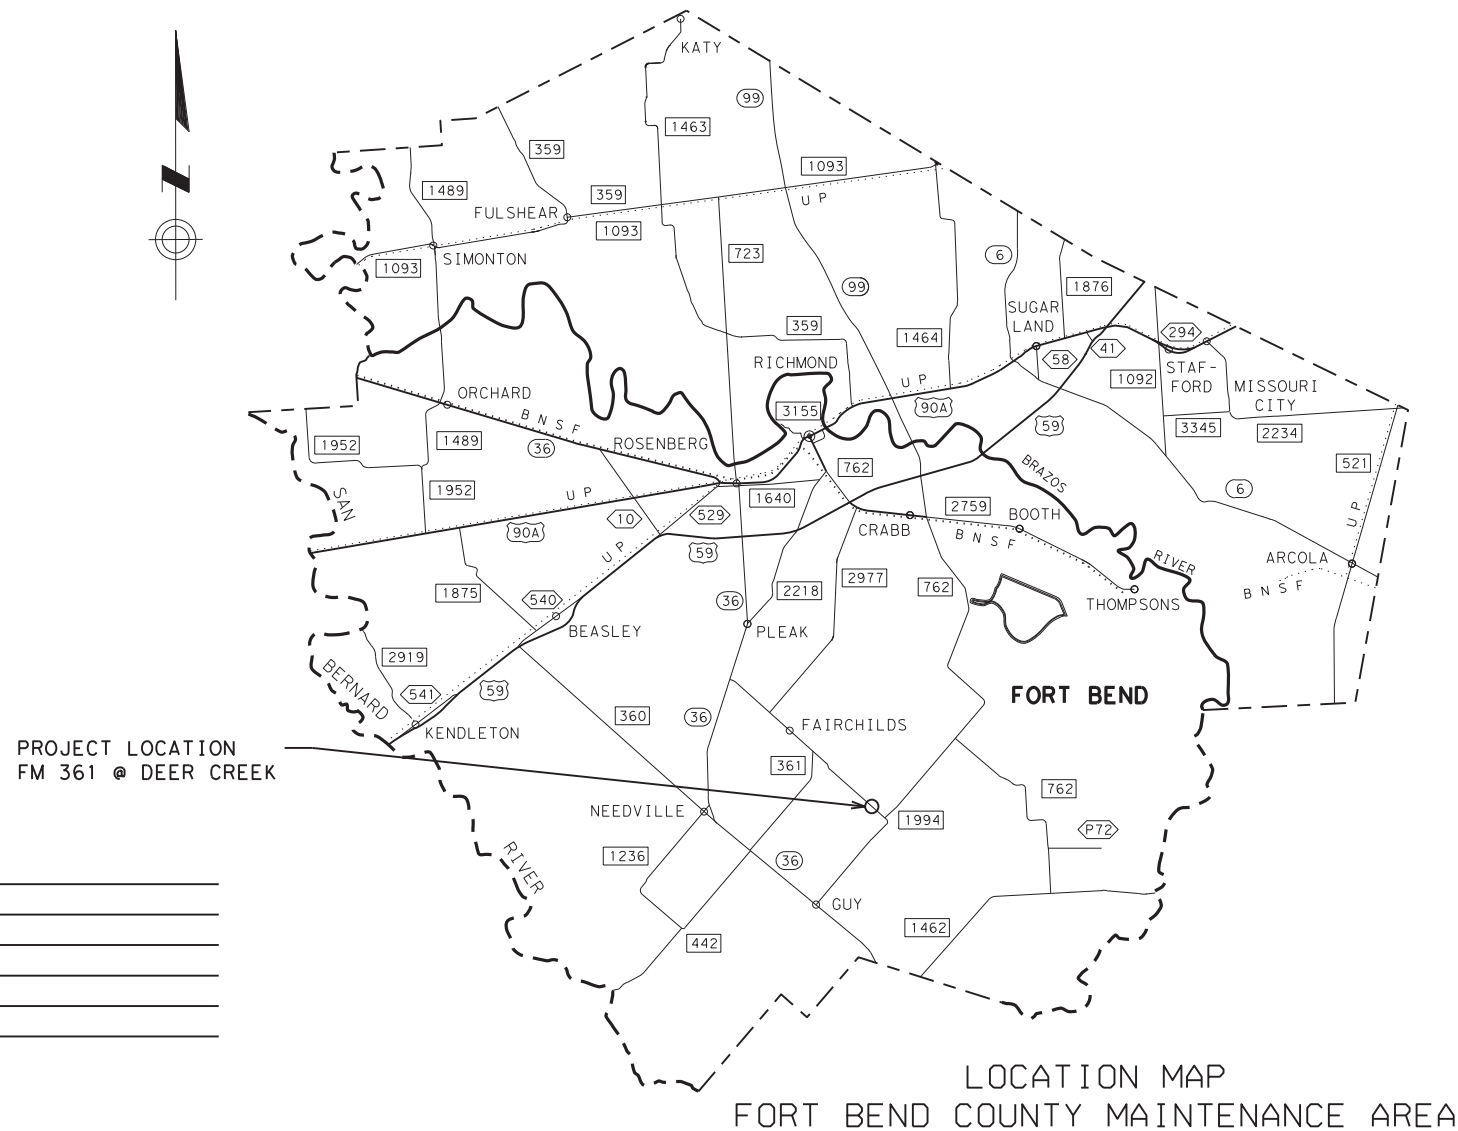 KATY
99
1463
359
1093
1489
359
UP
FULSHEAR
1093
723
6
SIMONTON
1093
99
1876
SUGAR
LAND
359
1464
294
RICHMOND
58
41
STAF-
FORD
UP
1092
MISSOURI
CITY
ORCHARD
90A
3155
BNSF
59
3345
2234
1952
1489
36
ROSENBERG
762
BRAZOS
521
1952
6
SAN
UP
1640
2759
10
529
BOOTH
UP
90A
CRABB
BNSF
UP
59
RIVER
ARCOLA
2977
BNSF
1875
540
36
2218
762
THOMPSONS
BEASLEY
PLEAK
2919
BERNARD
541
59
FORT BEND
360
36
FAIRCHILDS
KENDLETON
PROJECT LOCATION
FM 361 @ DEER CREEK
361
762
NEEDVILLE
1994
P72
1236
36
RIVER
GUY
1462
442
LOCATION MAP
FORT BEND COUNTY MAINTENANCE AREA